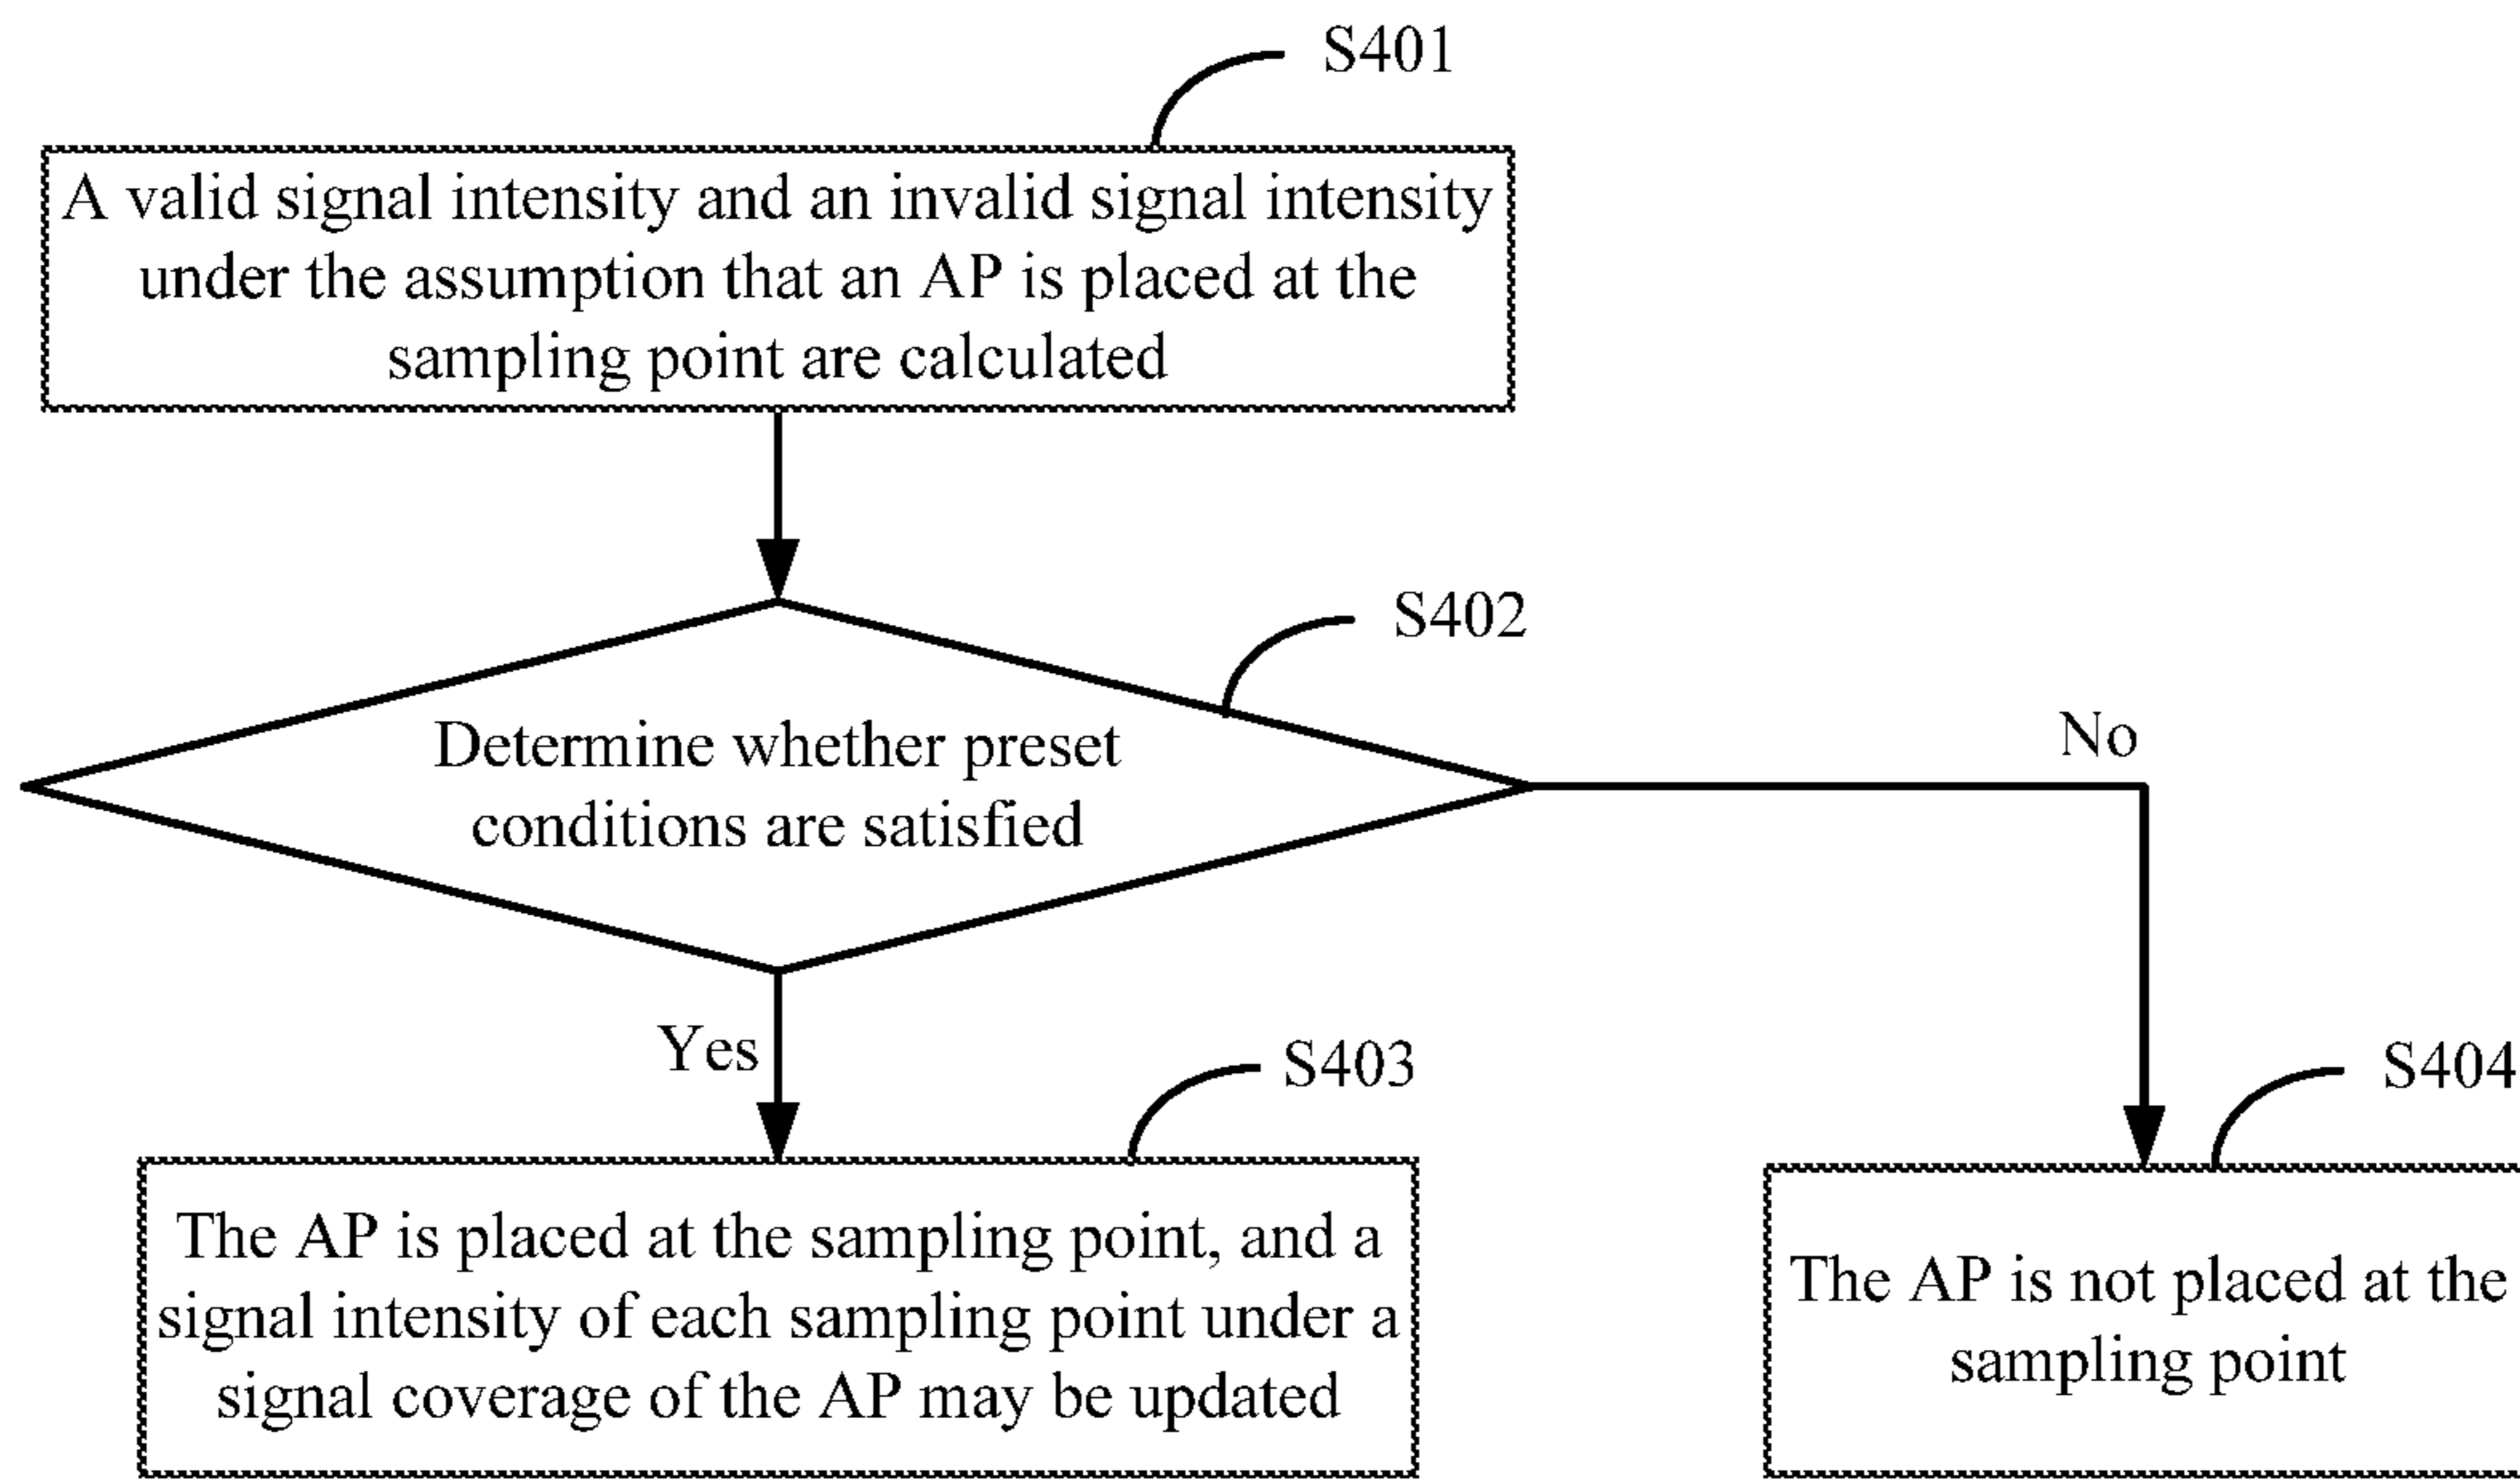 S401
A valid signal intensity and an invalid signal intensity
under the assumption that an AP is placed at the
sampling point are calculated
S402
Determine whether preset
conditions are satisfied
No
Yes
S403
The AP is placed at the sampling point, and a
signal intensity of each sampling point under a
signal coverage of the AP may be updated
S404
The AP is not placed at the
sampling point